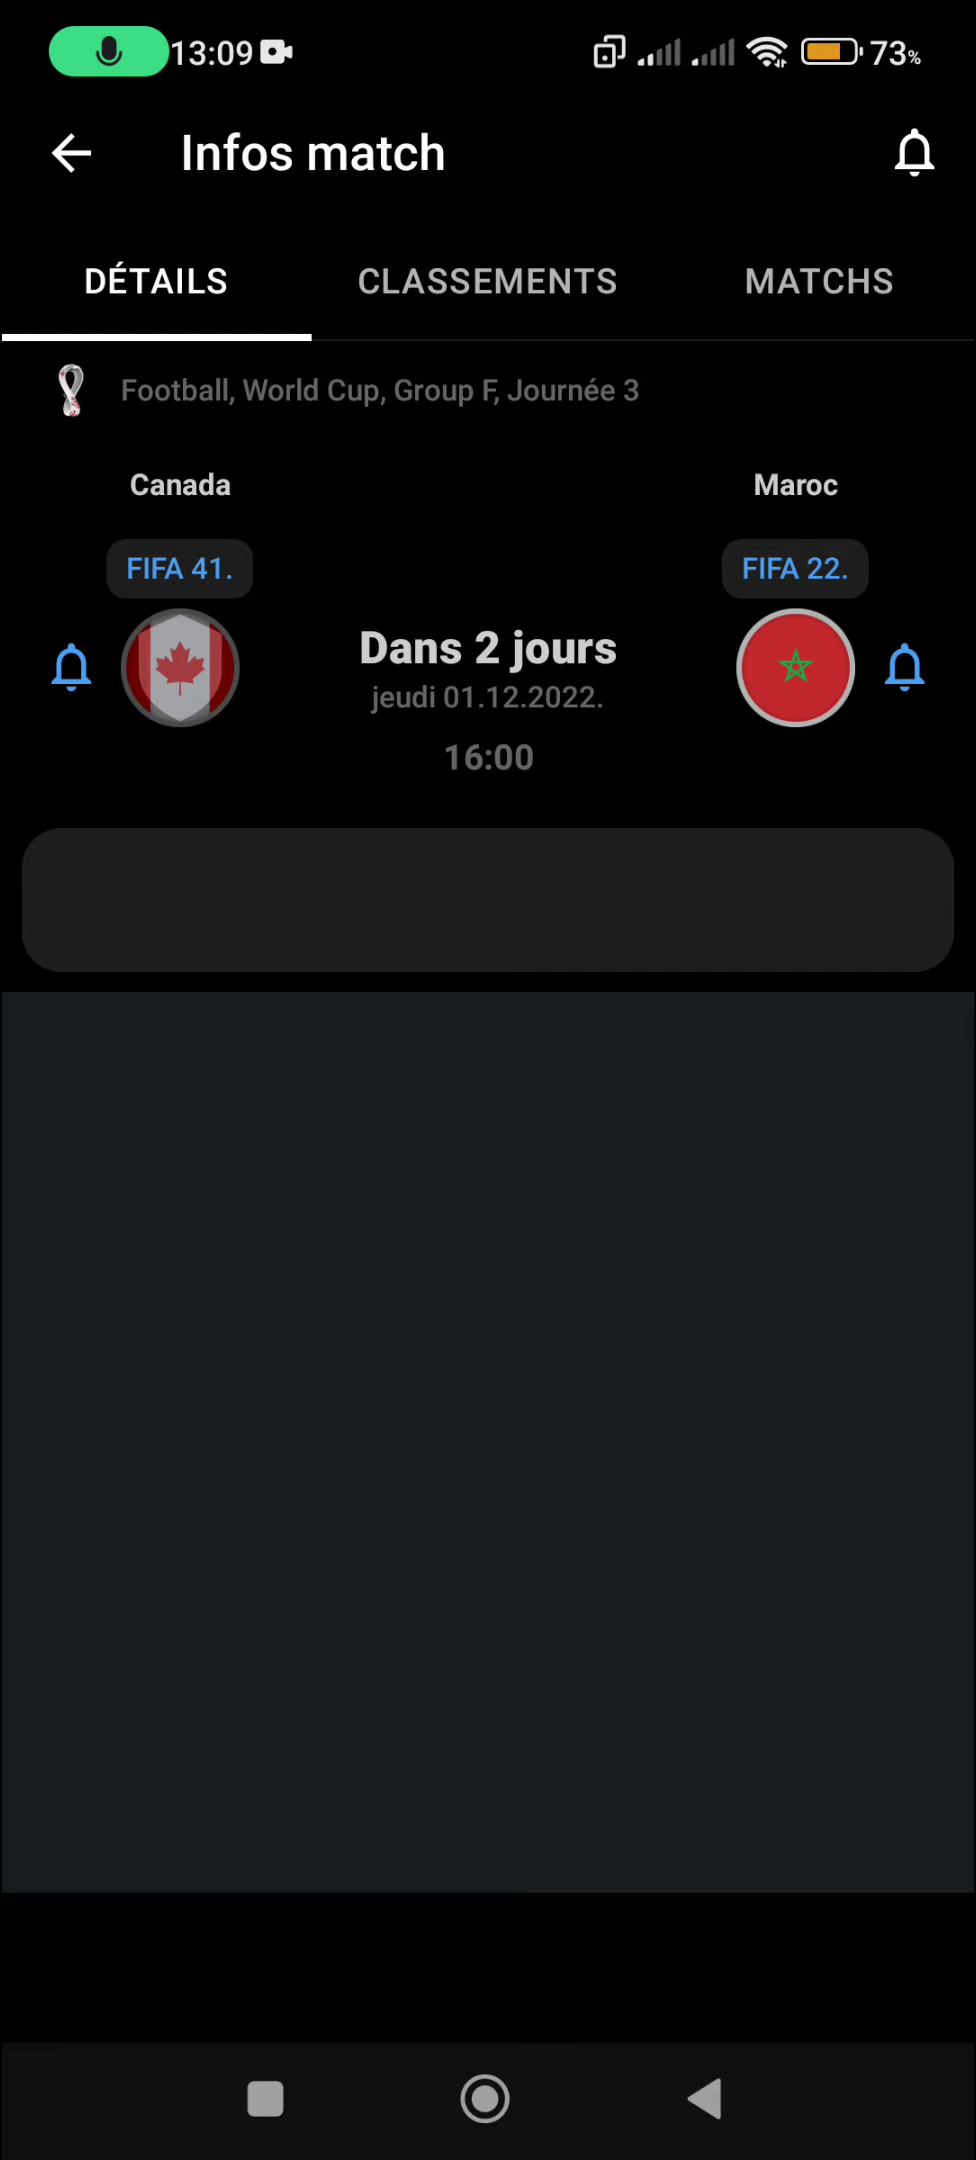 13:09
73%
Infos match
DÉTAILS
CLASSEMENTS
MATCHS
Football, World Cup, Group F, Journée 3
Canada
Maroc
FIFA 41.
FIFA 22.
Dans 2 jours
jeudi 01.12.2022.
16:00